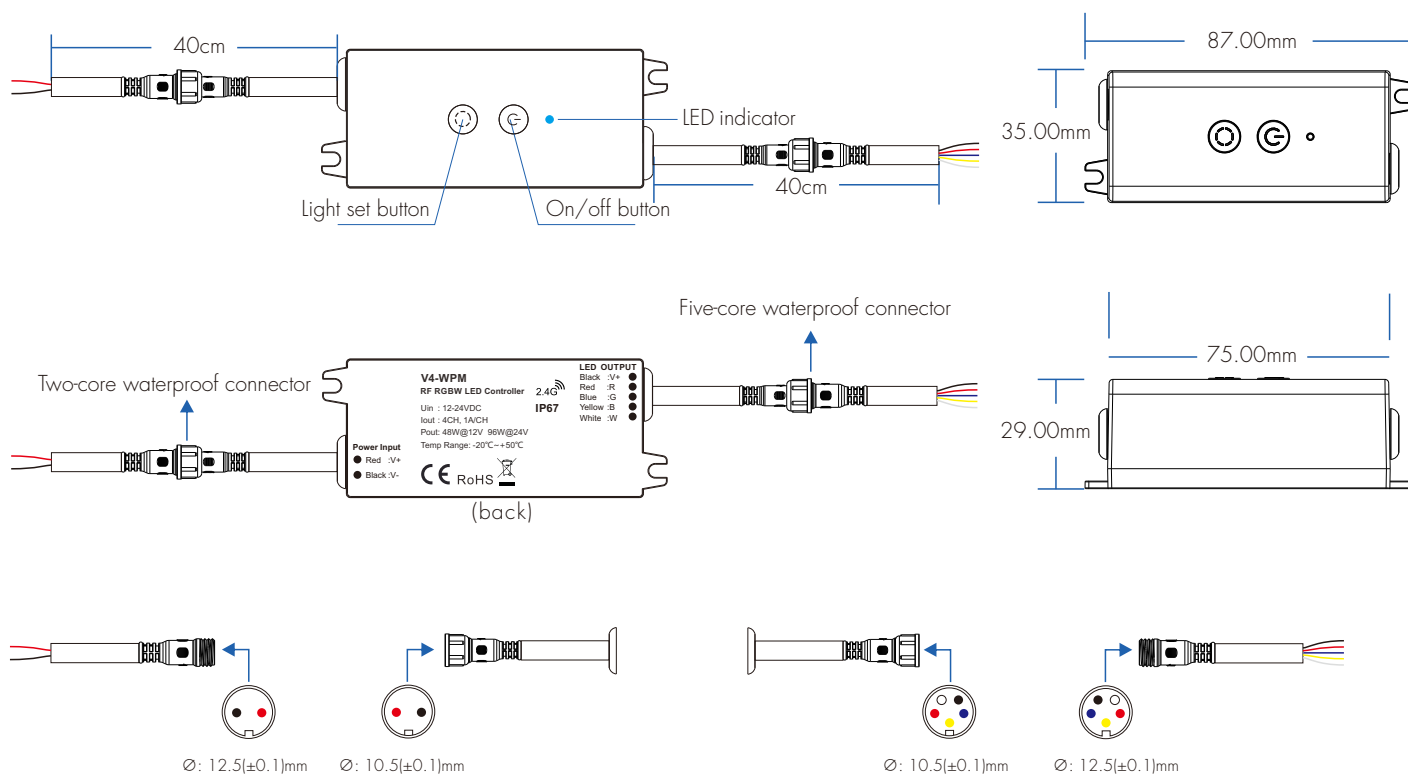 40cm
87.00mm
LED indicator
35.00mm
40cm
Light set button
On/off button
Five-core waterproof connector
Two-core waterproof connector
75.00mm
29.00mm
V4-WPM
RF RGBW LED Controller
2.4G
IP67
Uin : 12-24VDC
Iout : 4CH, 1A/CH
Pout: 48W@12V 96W@24V
Temp Range: -20℃~+50℃
LED OUTPUT
Black :V+
Red :R
Blue :G
Yellow :B
White :W
Power Input
Red :V+
Black :V-
CE RoHS
(back)
Ø: 12.5(±0.1)mm
Ø: 10.5(±0.1)mm
Ø: 10.5(±0.1)mm
Ø: 12.5(±0.1)mm